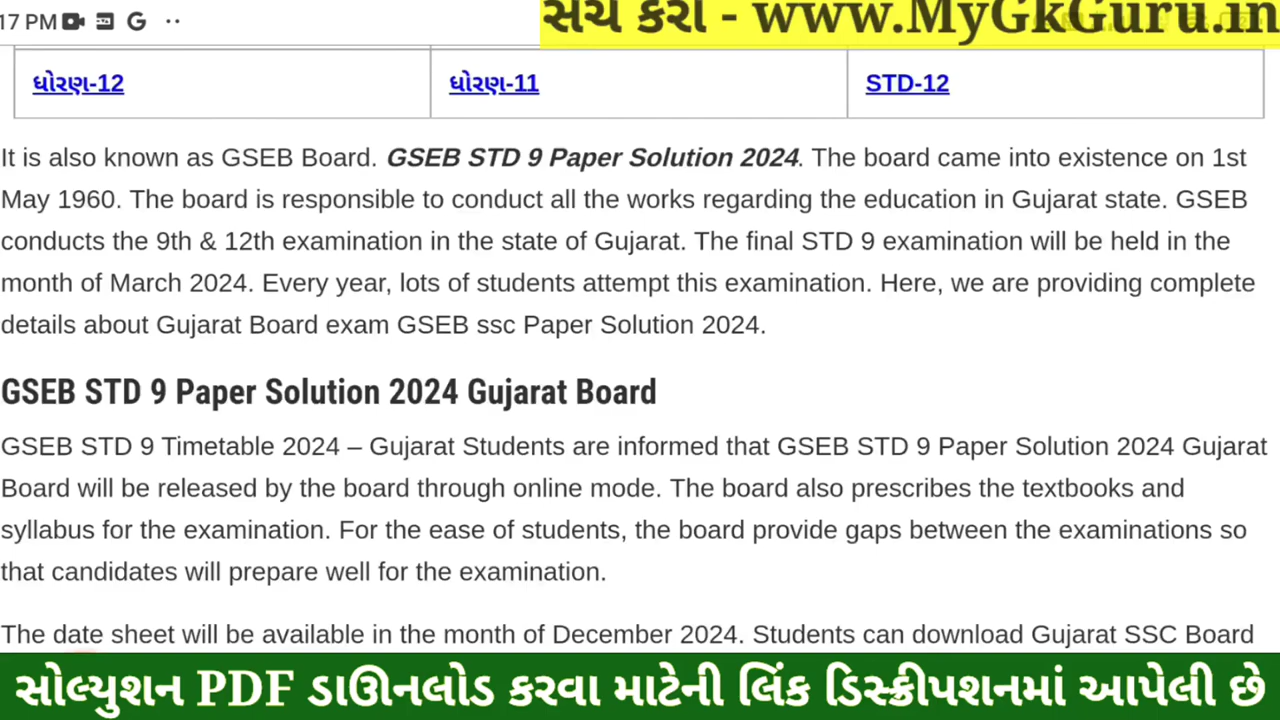 17 PM
સર્ચ કરો - www.MyGkGuru.in
ધોરણ-12 ધોરણ-11 STD-12
It is also known as GSEB Board. GSEB STD 9 Paper Solution 2024. The board came into existence on 1st
May 1960. The board is responsible to conduct all the works regarding the education in Gujarat state. GSEB
conducts the 9th & 12th examination in the state of Gujarat. The final STD 9 examination will be held in the
month of March 2024. Every year, lots of students attempt this examination. Here, we are providing complete
details about Gujarat Board exam GSEB ssc Paper Solution 2024.
GSEB STD 9 Paper Solution 2024 Gujarat Board
GSEB STD 9 Timetable 2024 – Gujarat Students are informed that GSEB STD 9 Paper Solution 2024 Gujarat
Board will be released by the board through online mode. The board also prescribes the textbooks and
syllabus for the examination. For the ease of students, the board provide gaps between the examinations so
that candidates will prepare well for the examination.
The date sheet will be available in the month of December 2024. Students can download Gujarat SSC Board
સોલ્યુશન PDF ડાઊનલોડ કરવા માટેની લિંક ડિસ્ક્રીપશનમાં આપેલી છે